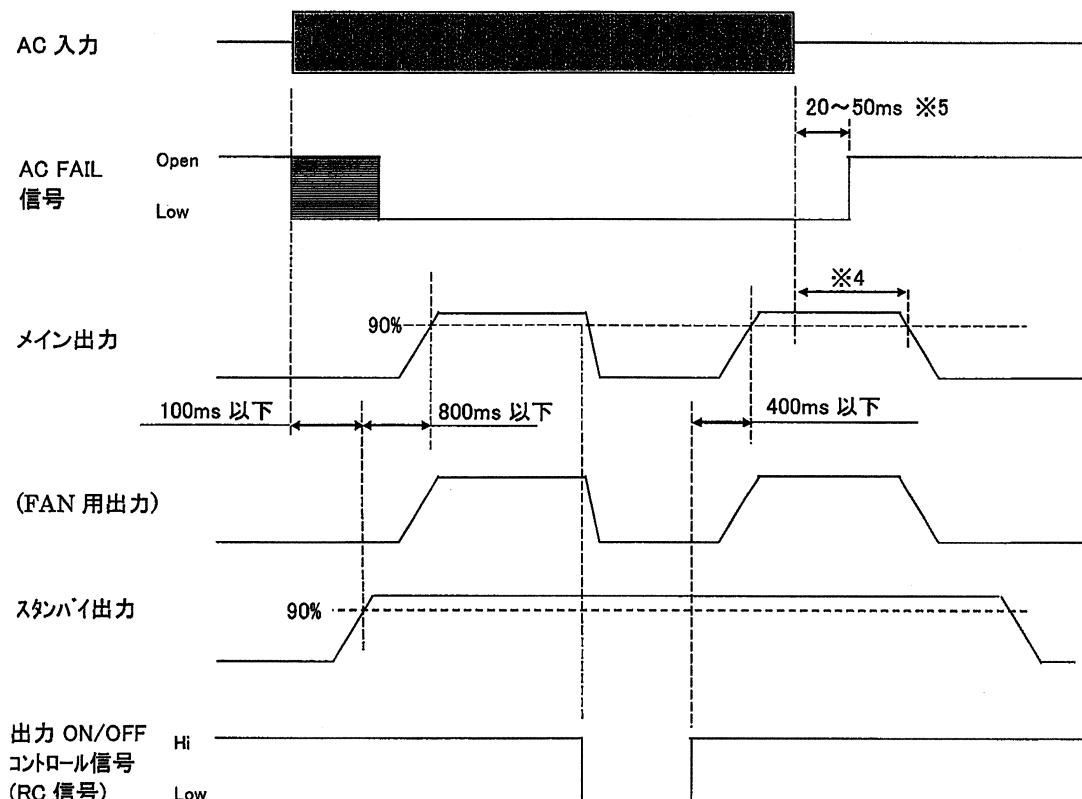 AC 入力
20～50ms ※5
AC FAIL
信号
Open
Low
※4
90%
メイン出力
100ms 以下
800ms 以下
400ms 以下
(FAN 用出力)
ｽﾀﾝﾊﾞｲ出力
90%
出力 ON/OFF
ｺﾝﾄﾛｰﾙ信号
(RC 信号)
Hi
Low